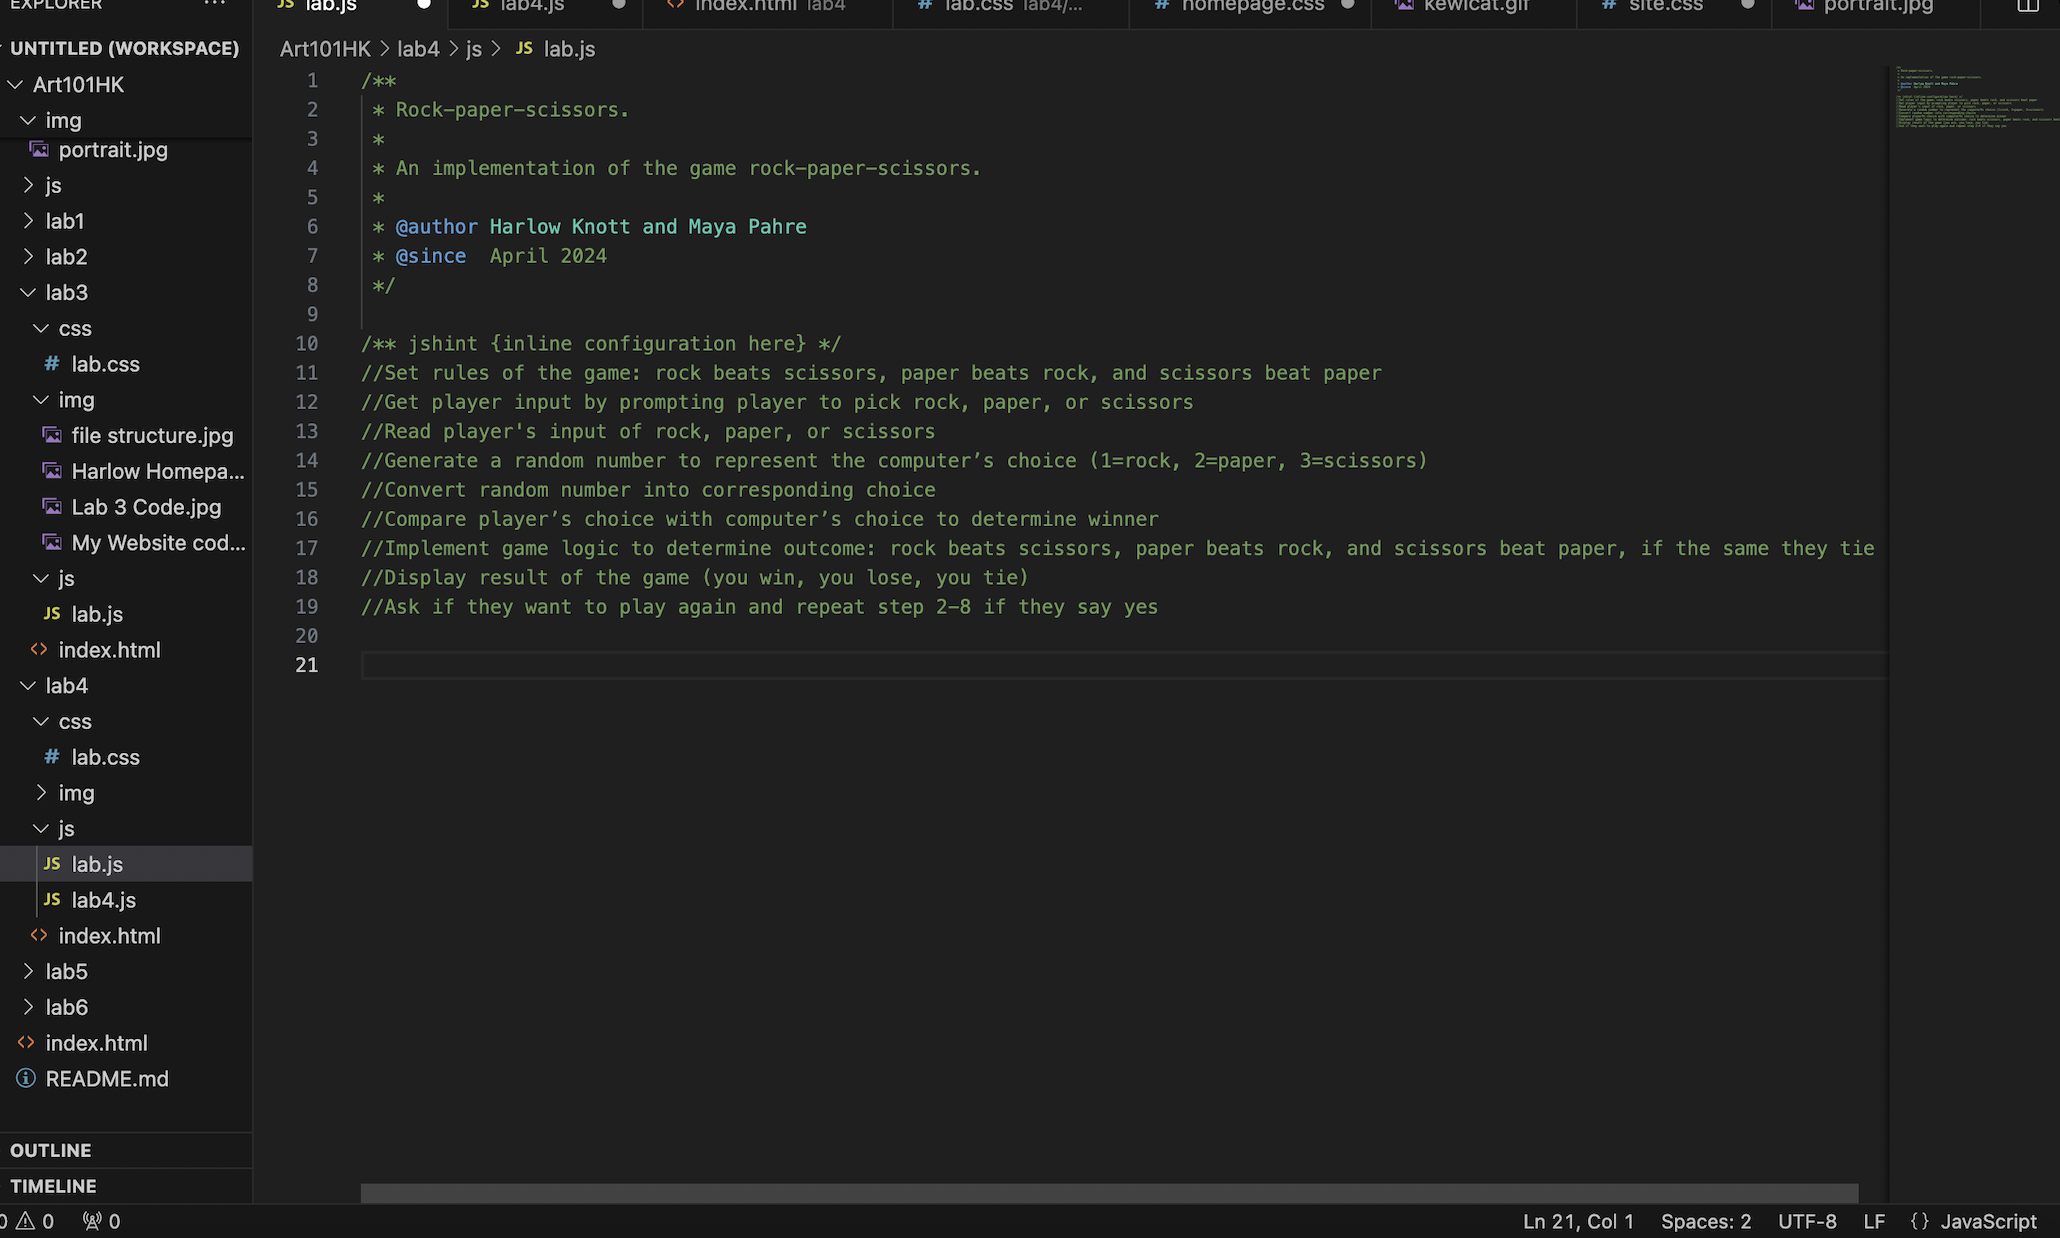 EXPLORER ...
JS lab.js
JS lab4.js
<> index.html lab4
# lab.css lab4/...
# homepage.css
kewlcat.gif
# site.css
portrait.jpg
UNTITLED (WORKSPACE)
Art101HK
img
portrait.jpg
js
lab1
lab2
lab3
css
# lab.css
img
file structure.jpg
Harlow Homepa...
Lab 3 Code.jpg
My Website cod...
js
JS lab.js
<> index.html
lab4
css
# lab.css
img
js
JS lab.js
JS lab4.js
<> index.html
lab5
lab6
<> index.html
README.md
OUTLINE
TIMELINE
Art101HK > lab4 > js > JS lab.js
1 /**
2 * Rock-paper-scissors.
3 *
4 * An implementation of the game rock-paper-scissors.
5 *
6 * @author Harlow Knott and Maya Pahre
7 * @since  April 2024
8 */
9
10 /** jshint {inline configuration here} */
11 //Set rules of the game: rock beats scissors, paper beats rock, and scissors beat paper
12 //Get player input by prompting player to pick rock, paper, or scissors
13 //Read player's input of rock, paper, or scissors
14 //Generate a random number to represent the computer’s choice (1=rock, 2=paper, 3=scissors)
15 //Convert random number into corresponding choice
16 //Compare player’s choice with computer’s choice to determine winner
17 //Implement game logic to determine outcome: rock beats scissors, paper beats rock, and scissors beat paper, if the same they tie
18 //Display result of the game (you win, you lose, you tie)
19 //Ask if they want to play again and repeat step 2-8 if they say yes
20
21
0 0 0
Ln 21, Col 1
Spaces: 2
UTF-8
LF
{} JavaScript